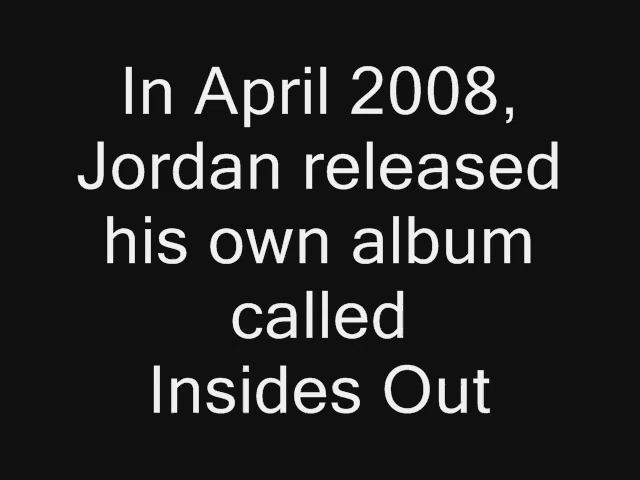 In April 2008,
Jordan released
his own album
called
Insides Out